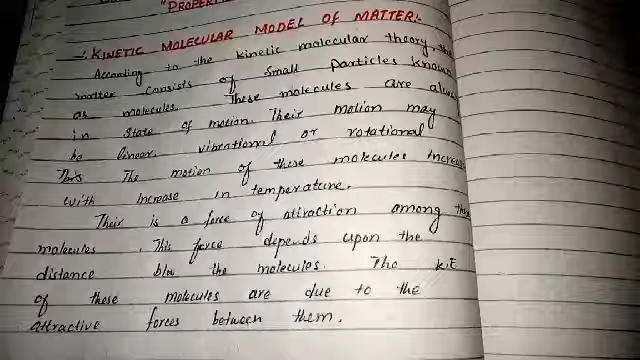 "PROPER
:- KINETIC MOLECULAR MODEL OF MATTER:-
According to the kinetic molecular theory, the
matter consists of small particles known
as molecules. These molecules are alwa
in state of motion. Their motion may
be linear, vibrational or rotational
The motion of these molecules increas
with increase in temperature.
Their is a force of attraction among the
molecules. This force depends upon the
distance b/w the molecules. The K.E
of these molecules are due to the
attractive forces between them.